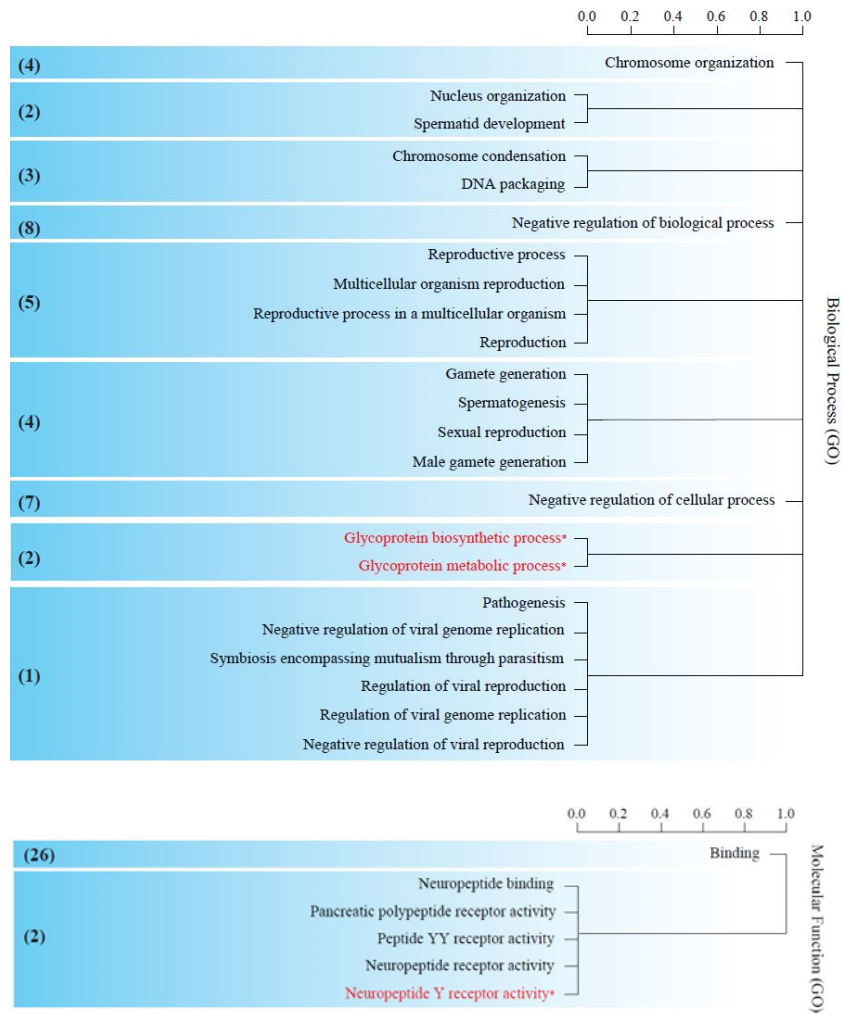 0.0 0.2 0.4 0.6 0.8 1.0
(4)
Chromosome organization
(2)
Nucleus organization
Spermatid development
(3)
Chromosome condensation
DNA packaging
(8)
Negative regulation of biological process
(5)
Reproductive process
Multicellular organism reproduction
Reproductive process in a multicellular organism
Reproduction
(4)
Gamete generation
Spermatogenesis
Sexual reproduction
Male gamete generation
(7)
Negative regulation of cellular process
(2)
Glycoprotein biosynthetic process*
Glycoprotein metabolic process*
(1)
Pathogenesis
Negative regulation of viral genome replication
Symbiosis encompassing mutualism through parasitism
Regulation of viral reproduction
Regulation of viral genome replication
Negative regulation of viral reproduction
Biological Process (GO)
0.0 0.2 0.4 0.6 0.8 1.0
(26)
Binding
(2)
Neuropeptide binding
Pancreatic polypeptide receptor activity
Peptide YY receptor activity
Neuropeptide receptor activity
Neuropeptide Y receptor activity*
Molecular Function (GO)